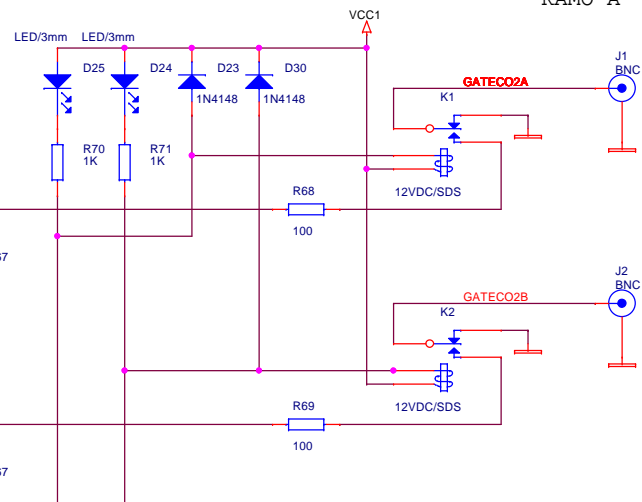 RAMO A
VCC1
LED/3mm LED/3mm
J1
BNC
D25 D24 D23 D30
GATECO2A
1N4148 1N4148
K1
R70
1K
R71
1K
12VDC/SDS
R68
100
J2
BNC
GATECO2B
K2
12VDC/SDS
R69
100